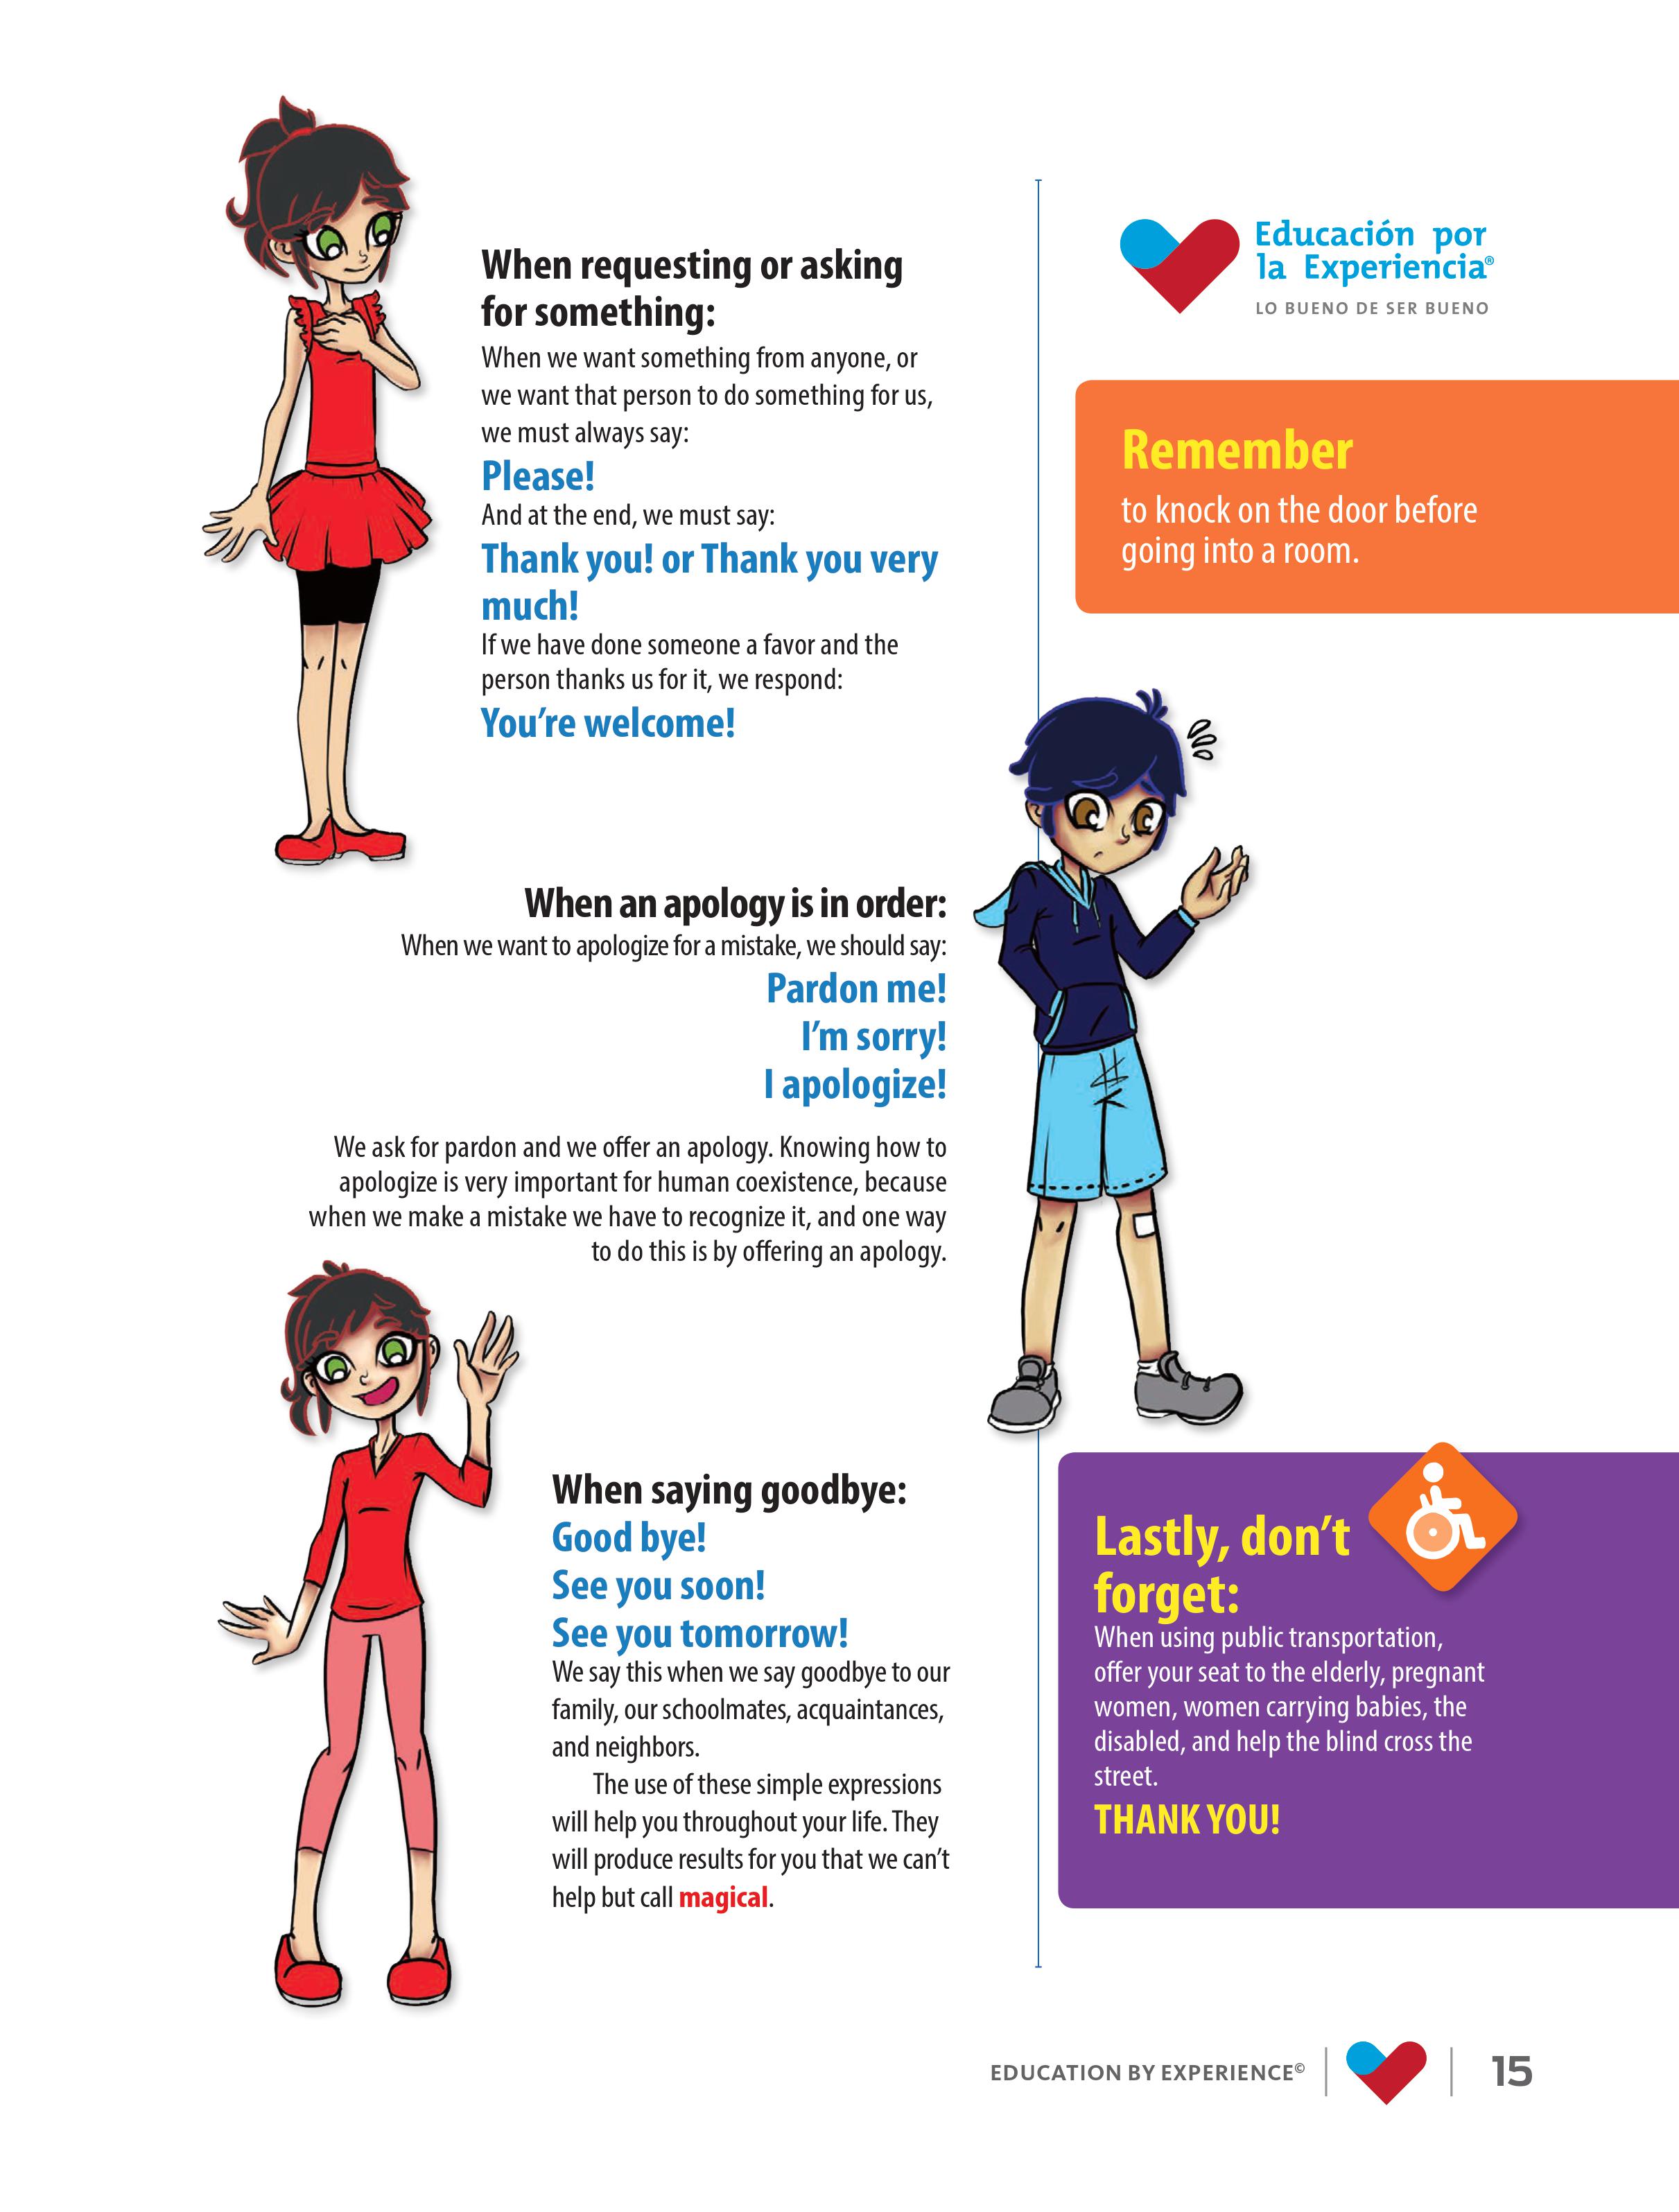 When requesting or asking
for something:
When we want something from anyone, or
we want that person to do something for us,
we must always say:
Please!
And at the end, we must say:
Thank you! or Thank you very
much!
If we have done someone a favor and the
person thanks us for it, we respond:
You're welcome!
When an apology is in order:
When we want to apologize for a mistake, we should say:
Pardon me!
I'm sorry!
I apologize!
We ask for pardon and we offer an apology. Knowing how to
apologize is very important for human coexistence, because
when we make a mistake we have to recognize it, and one way
to do this is by offering an apology.
When saying goodbye:
Good bye!
See you soon!
See you tomorrow!
We say this when we say goodbye to our
family, our schoolmates, acquaintances,
and neighbors.
The use of these simple expressions
will help you throughout your life. They
will produce results for you that we can't
help but call magical.
Educación por
la Experiencia®
LO BUENO DE SER BUENO
Remember
to knock on the door before
going into a room.
Lastly, don't
forget:
When using public transportation,
offer your seat to the elderly, pregnant
women, women carrying babies, the
disabled, and help the blind cross the
street.
THANK YOU!
EDUCATION BY EXPERIENCE© 15